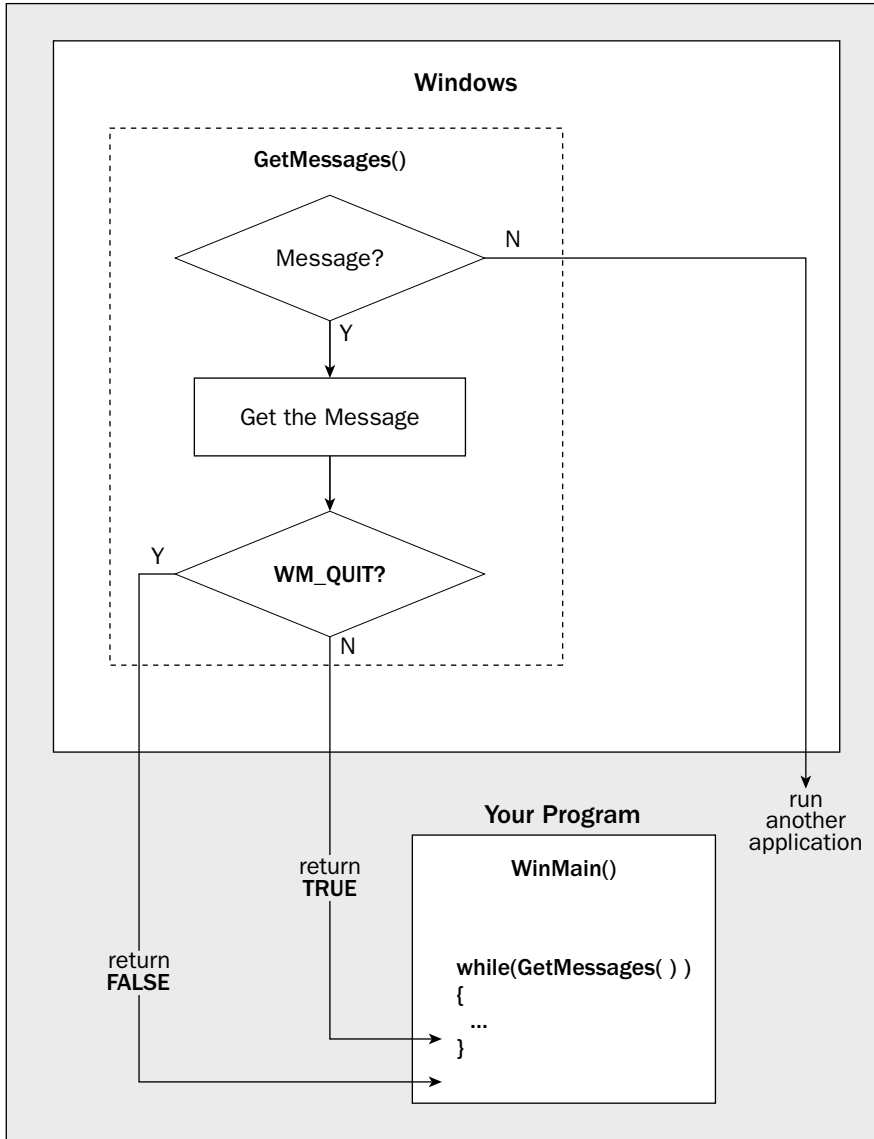 Windows
GetMessages()
Message?
N
Y
Get the Message
Y
WM_QUIT?
N
run
another
application
Your Program
WinMain()
return
TRUE
while(GetMessages( ) )
{
...
}
return
FALSE